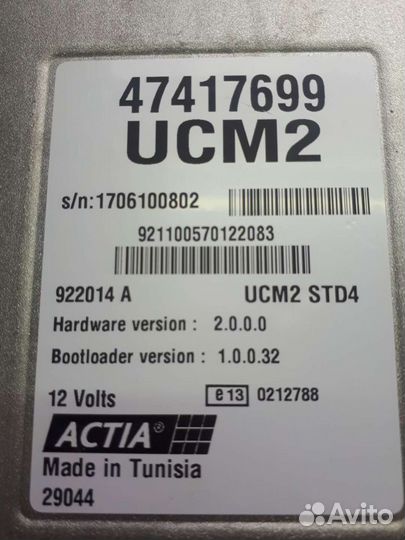 47417699
UCM2
s/n:1706100802
921100570122083
922014 A UCM2 STD4
Hardware version : 2.0.0.0
Bootloader version : 1.0.0.32
12 Volts e13 0212788
ACTIA®
Made in Tunisia
29044
Avito